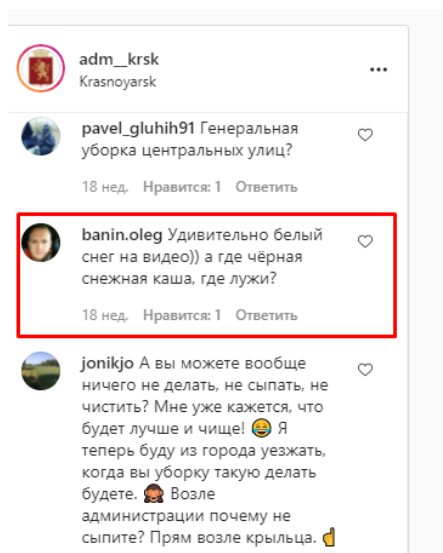 adm__krsk
Krasnoyarsk
pavel_gluhih91 Генеральная
уборка центральных улиц?
18 нед. Нравится: 1 Ответить
banin.oleg Удивительно белый
снег на видео)) а где чёрная
снежная каша, где лужи?
18 нед. Нравится: 1 Ответить
jonikjo А вы можете вообще
ничего не делать, не сыпать, не
чистить? Мне уже кажется, что
будет лучше и чище! 😂 Я
теперь буду из города уезжать,
когда вы уборку такую делать
будете. 🙈 Возле
администрации почему не
сыпите? Прям возле крыльца. ☝